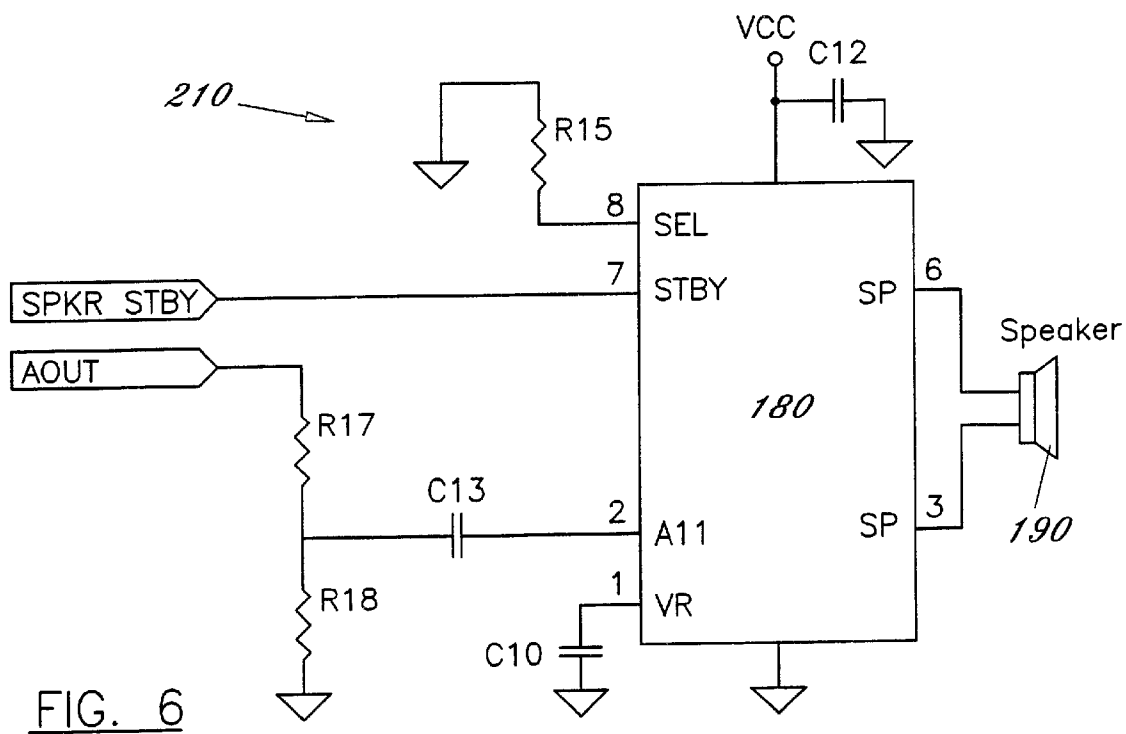 VCC
C12
210
R15
8
SEL
7
STBY
SP
6
SPKR STBY
Speaker
AOUT
180
R17
C13
2
A11
SP
3
190
1
VR
R18
C10
FIG. 6